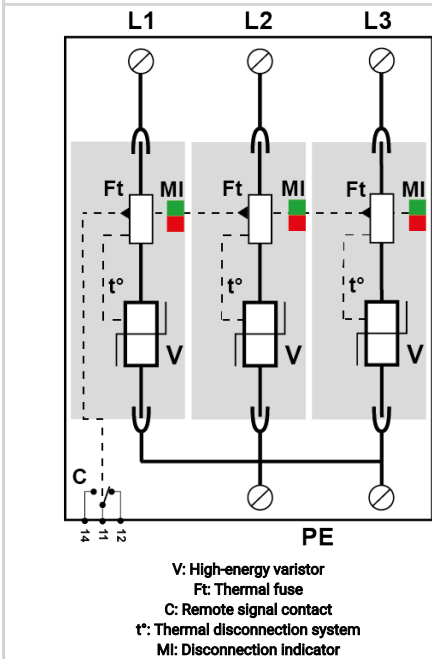 L1 L2 L3
Ft MI Ft MI Ft MI
t° t° t°
V V V
C
14 11 12
PE
V: High-energy varistor
Ft: Thermal fuse
C: Remote signal contact
t°: Thermal disconnection system
MI: Disconnection indicator